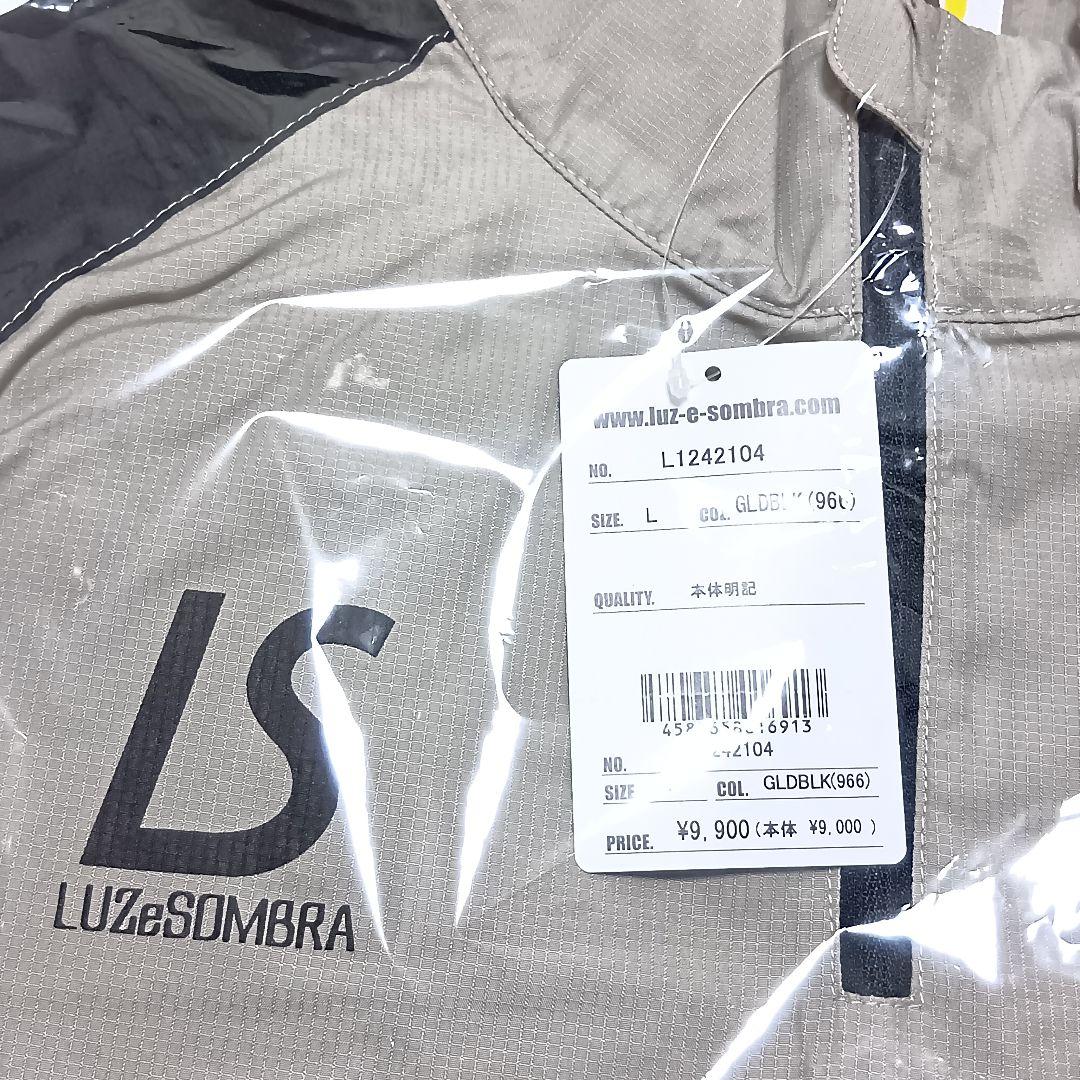 www.luz-e-sombra.com
NO. L1242104
SIZE. L COL. (966)
QUALITY. 本体明記
NO.
SIZE COL. GLDBLK(966)
PRICE. ¥9,900(本体 ¥9,000 )
LS
LUZeSOMBRA